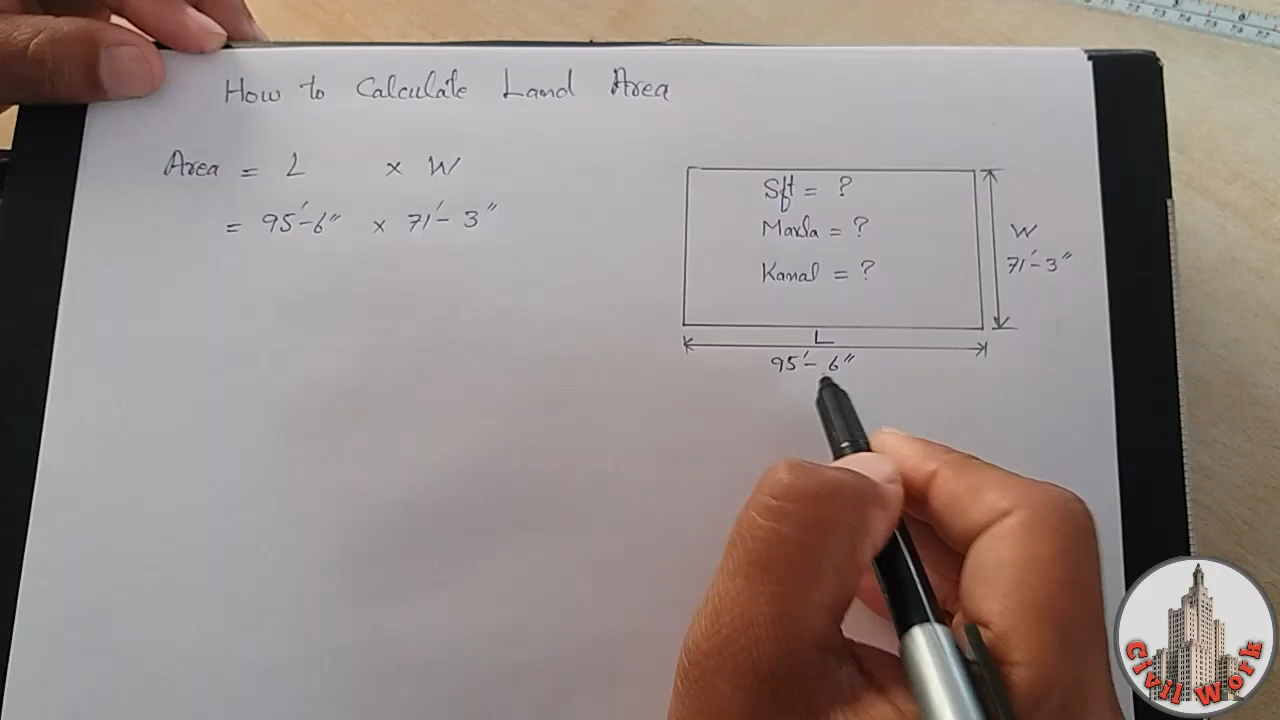 How to Calculate Land Area
Area = L x W
= 95'-6" x 71'-3"
Sft = ?
Marla = ?
Kanal = ?
W
71'-3"
L
95'-6"
Civil Work